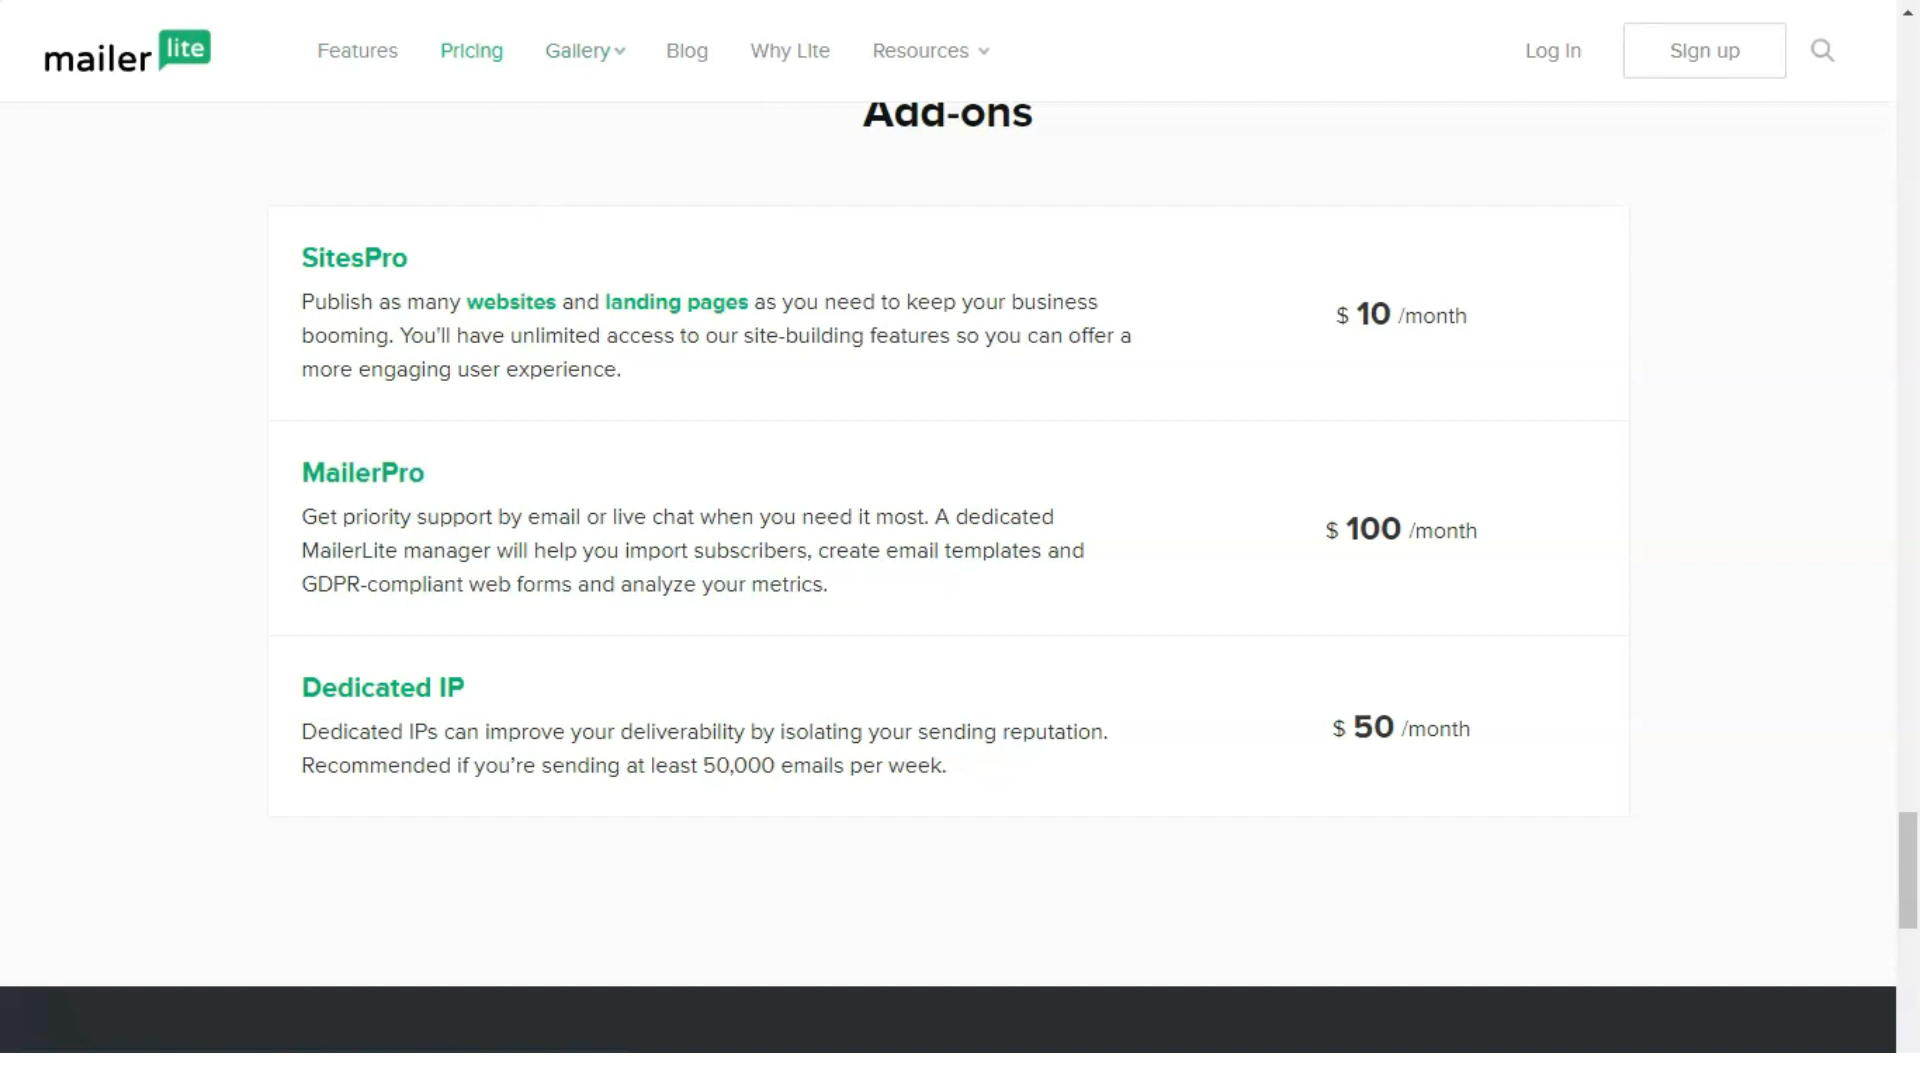 mailer lite Features Pricing Gallery Blog Why Lite Resources Log In Sign up
Add-ons
SitesPro
Publish as many websites and landing pages as you need to keep your business
booming. You'll have unlimited access to our site-building features so you can offer a
more engaging user experience.
$ 10 /month
MailerPro
Get priority support by email or live chat when you need it most. A dedicated
MailerLite manager will help you import subscribers, create email templates and
GDPR-compliant web forms and analyze your metrics.
$ 100 /month
Dedicated IP
Dedicated IPs can improve your deliverability by isolating your sending reputation.
Recommended if you’re sending at least 50,000 emails per week.
$ 50 /month